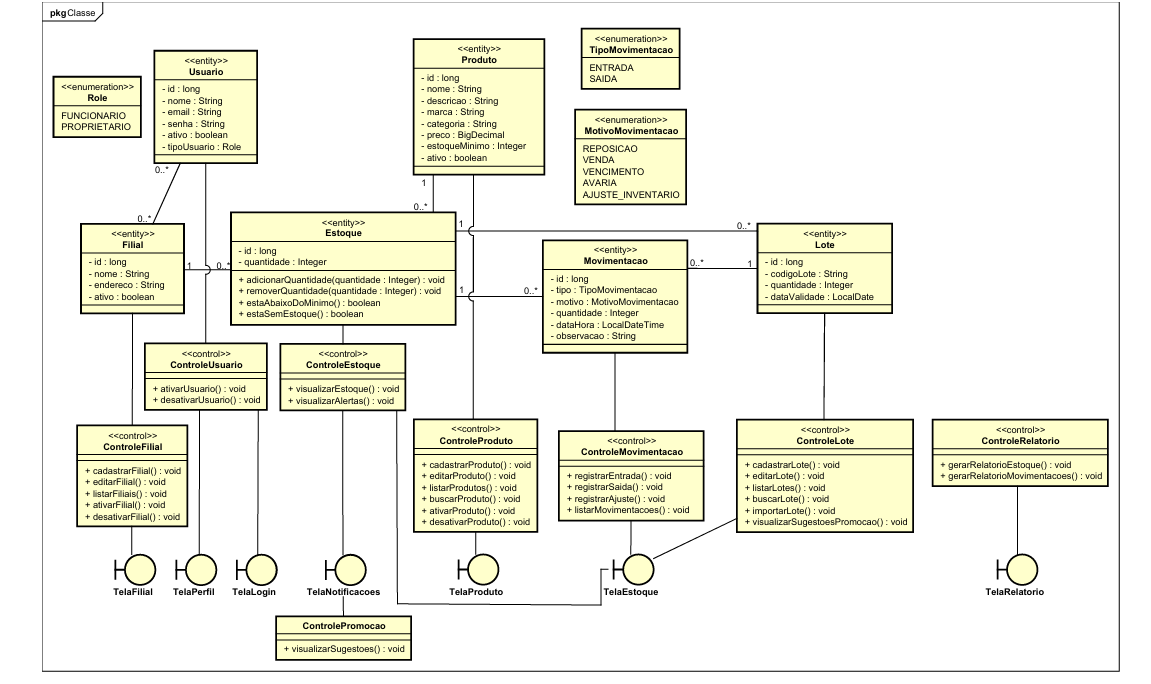 pkg Classe
<<enumeration>>
Role
FUNCIONARIO
PROPRIETARIO
<<entity>>
Usuario
- id : long
- nome : String
- email : String
- senha : String
- ativo : boolean
- tipoUsuario : Role
<<entity>>
Produto
- id : long
- nome : String
- descricao : String
- marca : String
- categoria : String
- preco : BigDecimal
- estoqueMinimo : Integer
- ativo : boolean
<<enumeration>>
TipoMovimentacao
ENTRADA
SAIDA
<<enumeration>>
MotivoMovimentacao
REPOSICAO
VENDA
VENCIMENTO
AVARIA
AJUSTE_INVENTARIO
0..*
0..*
1
0..*
<<entity>>
Filial
- id : long
- nome : String
- endereco : String
- ativo : boolean
1
0..*
<<entity>>
Estoque
- id : long
- quantidade : Integer
+ adicionarQuantidade(quantidade : Integer) : void
+ removerQuantidade(quantidade : Integer) : void
+ estaAbaixoDoMinimo() : boolean
+ estaSemEstoque() : boolean
1
0..*
1
0..*
<<entity>>
Movimentacao
- id : long
- tipo : TipoMovimentacao
- motivo : MotivoMovimentacao
- quantidade : Integer
- dataHora : LocalDateTime
- observacao : String
0..*
1
<<entity>>
Lote
- id : long
- codigoLote : String
- quantidade : Integer
- dataValidade : LocalDate
<<control>>
ControleUsuario
+ ativarUsuario() : void
+ desativarUsuario() : void
<<control>>
ControleEstoque
+ visualizarEstoque() : void
+ visualizarAlertas() : void
<<control>>
ControleFilial
+ cadastrarFilial() : void
+ editarFilial() : void
+ listarFiliais() : void
+ ativarFilial() : void
+ desativarFilial() : void
<<control>>
ControleProduto
+ cadastrarProduto() : void
+ editarProduto() : void
+ listarProdutos() : void
+ buscarProduto() : void
+ ativarProduto() : void
+ desativarProduto() : void
<<control>>
ControleMovimentacao
+ registrarEntrada() : void
+ registrarSaida() : void
+ registrarAjuste() : void
+ listarMovimentacoes() : void
<<control>>
ControleLote
+ cadastrarLote() : void
+ editarLote() : void
+ listarLotes() : void
+ buscarLote() : void
+ importarLote() : void
+ visualizarSugestoesPromocao() : void
<<control>>
ControleRelatorio
+ gerarRelatorioEstoque() : void
+ gerarRelatorioMovimentacoes() : void
TelaFilial
TelaPerfil
TelaLogin
TelaNotificacoes
TelaProduto
TelaEstoque
TelaRelatorio
ControlePromocao
+ visualizarSugestoes() : void